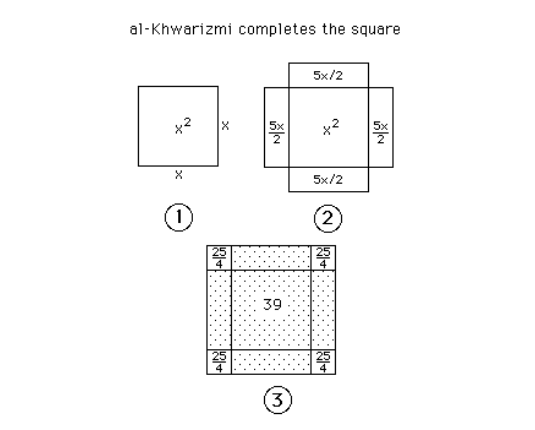 al-Khwarizmi completes the square
5x/2
x² x 5x/2 x² 5x/2
x 5x/2
1 2
25/4 25/4
39
25/4 25/4
3